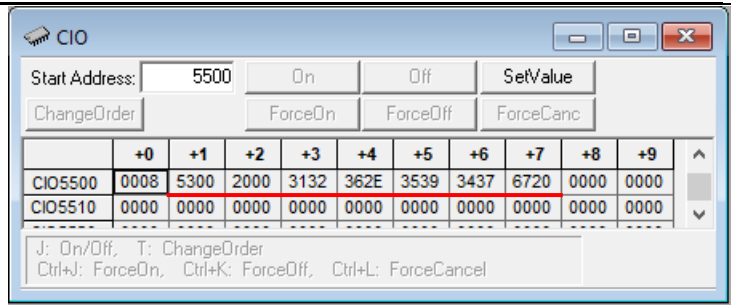 CIO
Start Address: 5500 On Off SetValue
ChangeOrder ForceOn ForceOff ForceCanc
+0 +1 +2 +3 +4 +5 +6 +7 +8 +9
CIO5500 0008 5300 2000 3132 362E 3539 3437 6720 0000 0000
CIO5510 0000 0000 0000 0000 0000 0000 0000 0000 0000 0000
J: On/Off, T: ChangeOrder
Ctrl+J: ForceOn, Ctrl+K: ForceOff, Ctrl+L: ForceCancel